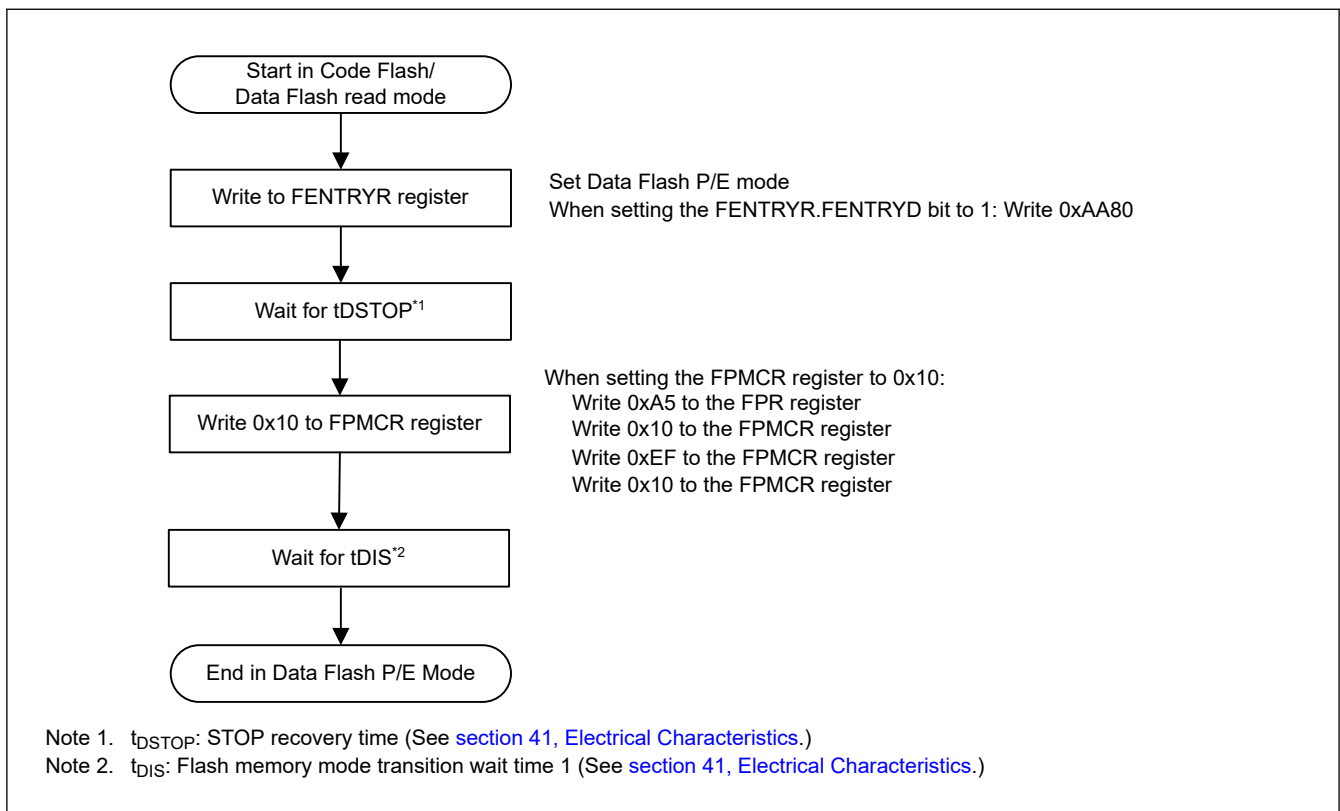 Start in Code Flash/
Data Flash read mode
Write to FENTRYR register
Set Data Flash P/E mode
When setting the FENTRYR.FENTRYD bit to 1: Write 0xAA80
Wait for tDSTOP*1
When setting the FPMCR register to 0x10:
Write 0xA5 to the FPR register
Write 0x10 to FPMCR register
Write 0x10 to the FPMCR register
Write 0xEF to the FPMCR register
Write 0x10 to the FPMCR register
Wait for tDIS*2
End in Data Flash P/E Mode
Note 1. tDSTOP: STOP recovery time (See section 41, Electrical Characteristics.)
Note 2. tDIS: Flash memory mode transition wait time 1 (See section 41, Electrical Characteristics.)